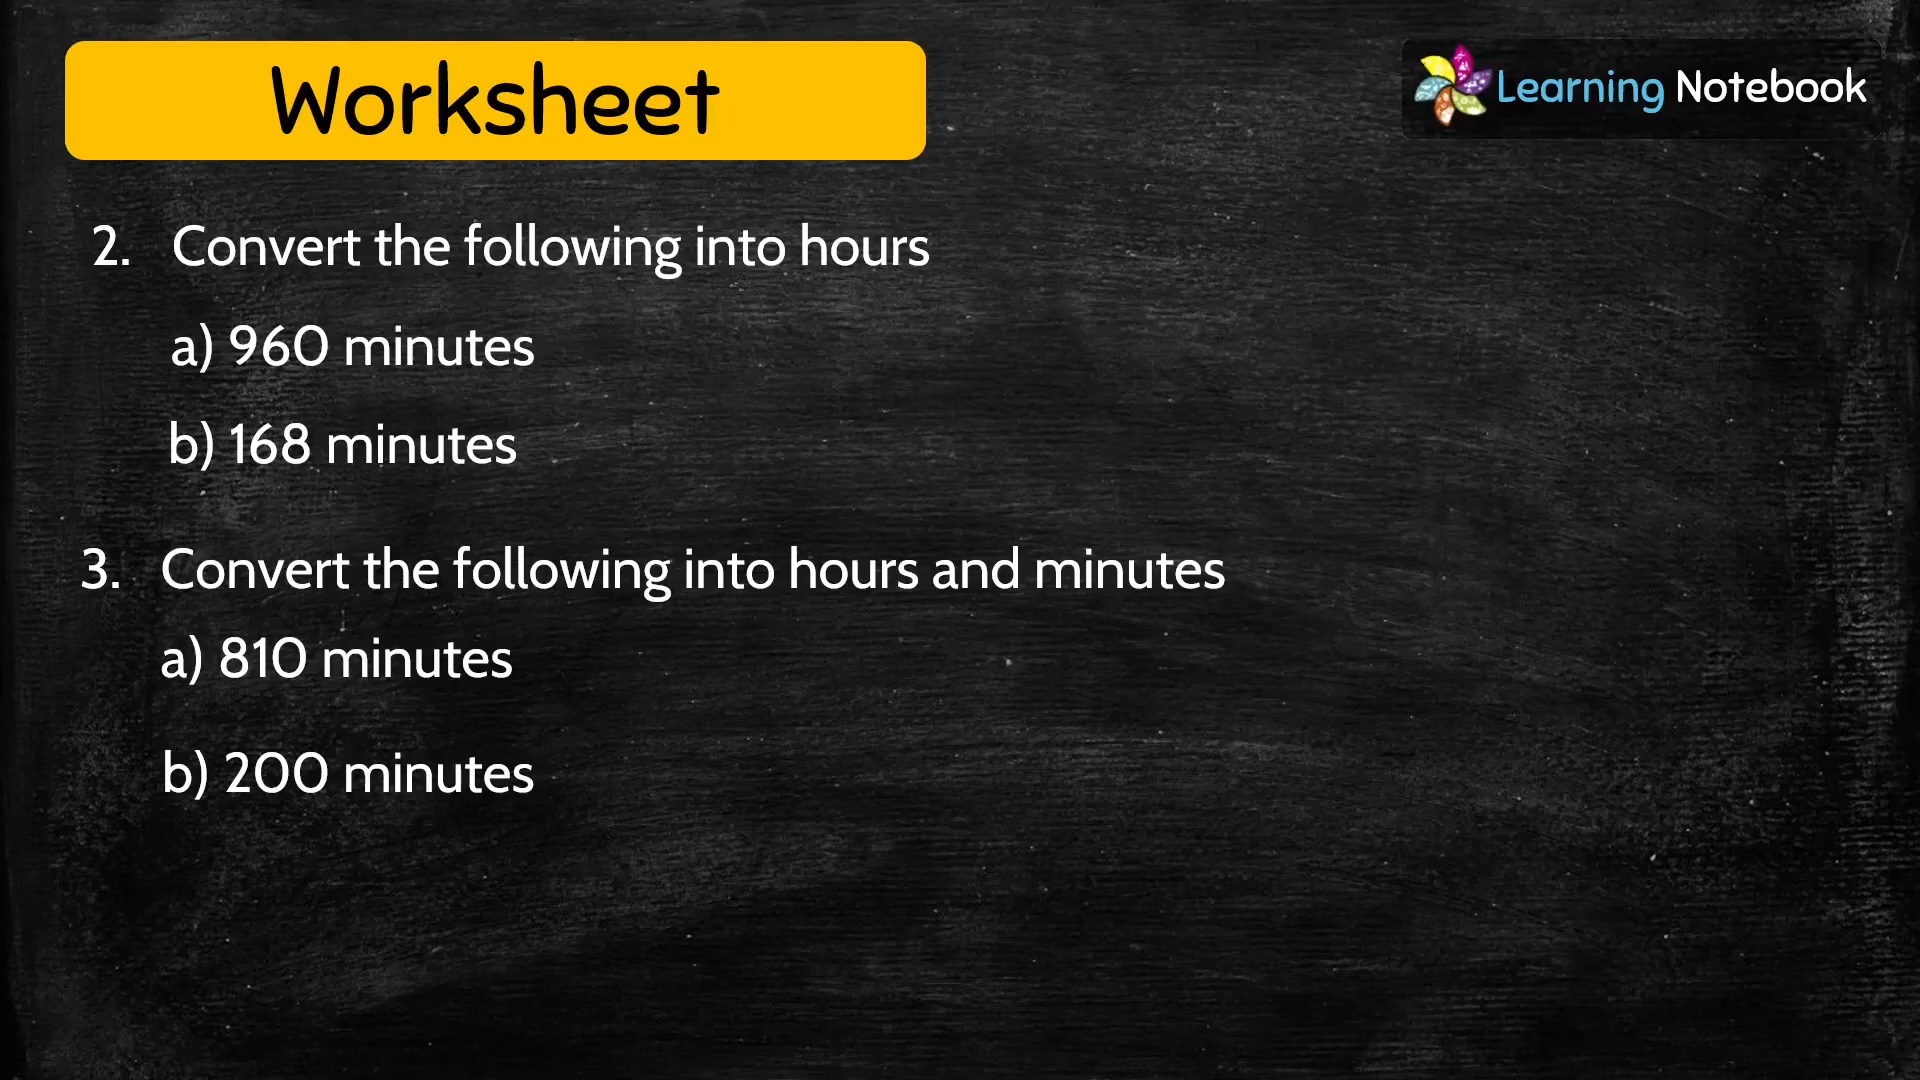 Worksheet
Learning Notebook
2. Convert the following into hours
a) 960 minutes
b) 168 minutes
3. Convert the following into hours and minutes
a) 810 minutes
b) 200 minutes